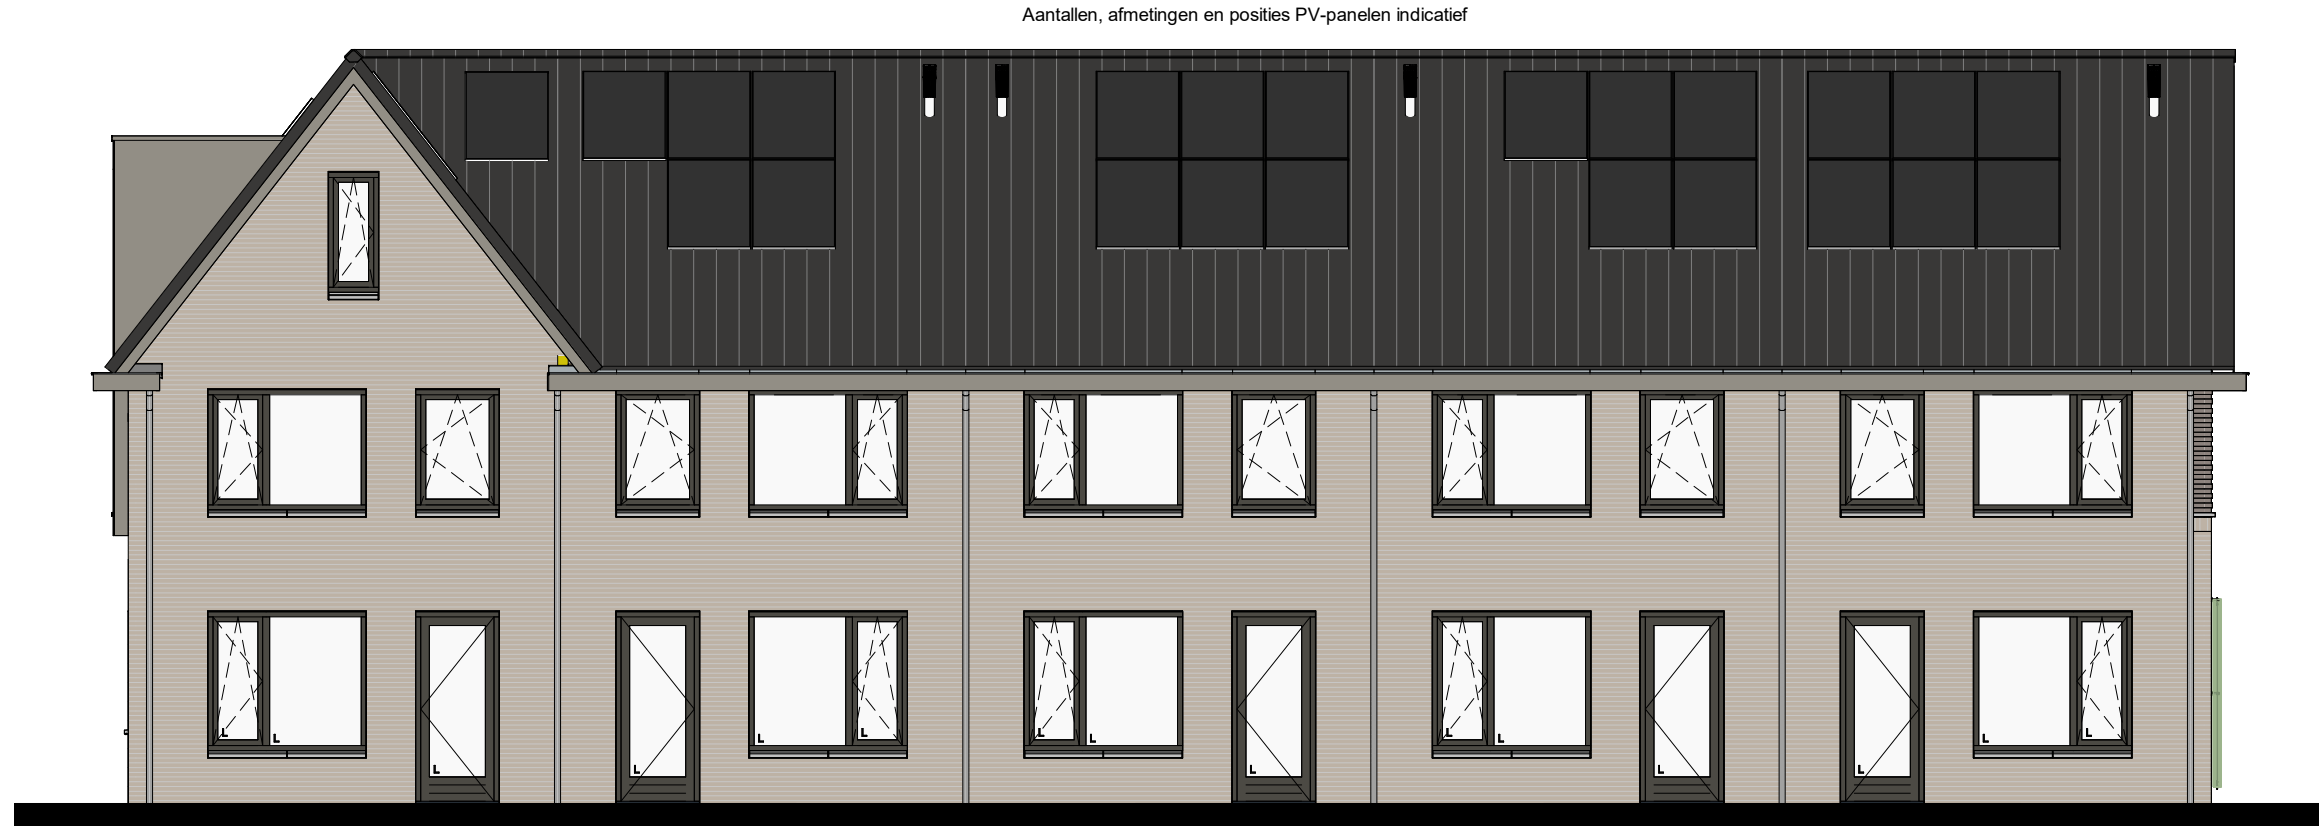 Aantallen, afmetingen en posities PV-panelen indicatief
L L L L L L L L L L L L L L L